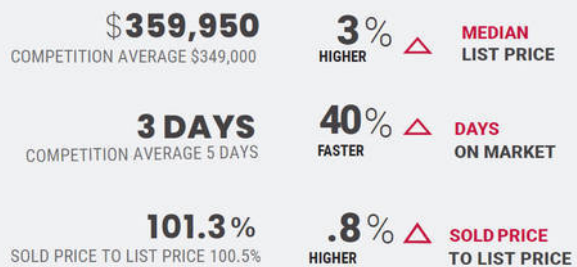 $359,950
COMPETITION AVERAGE $349,000
3%
HIGHER
MEDIAN
LIST PRICE
3 DAYS
COMPETITION AVERAGE 5 DAYS
40%
FASTER
DAYS
ON MARKET
101.3%
SOLD PRICE TO LIST PRICE 100.5%
.8%
HIGHER
SOLD PRICE
TO LIST PRICE